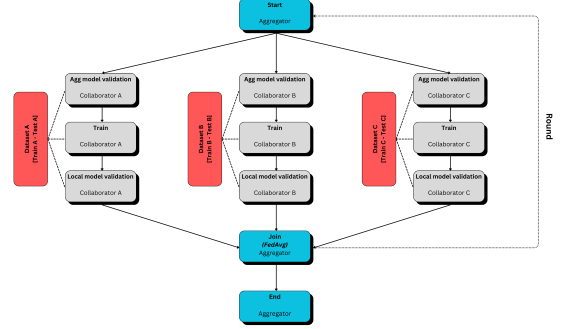 Start
Aggregator
Agg model validation
Collaborator A
Agg model validation
Collaborator B
Agg model validation
Collaborator C
Dataset A
[Train A - Test A]
Train
Collaborator A
Dataset B
[Train B - Test B]
Train
Collaborator B
Dataset C
[Train C - Test C]
Train
Collaborator C
Round
Local model validation
Collaborator A
Local model validation
Collaborator B
Local model validation
Collaborator C
Join
(FedAvg)
Aggregator
End
Aggregator